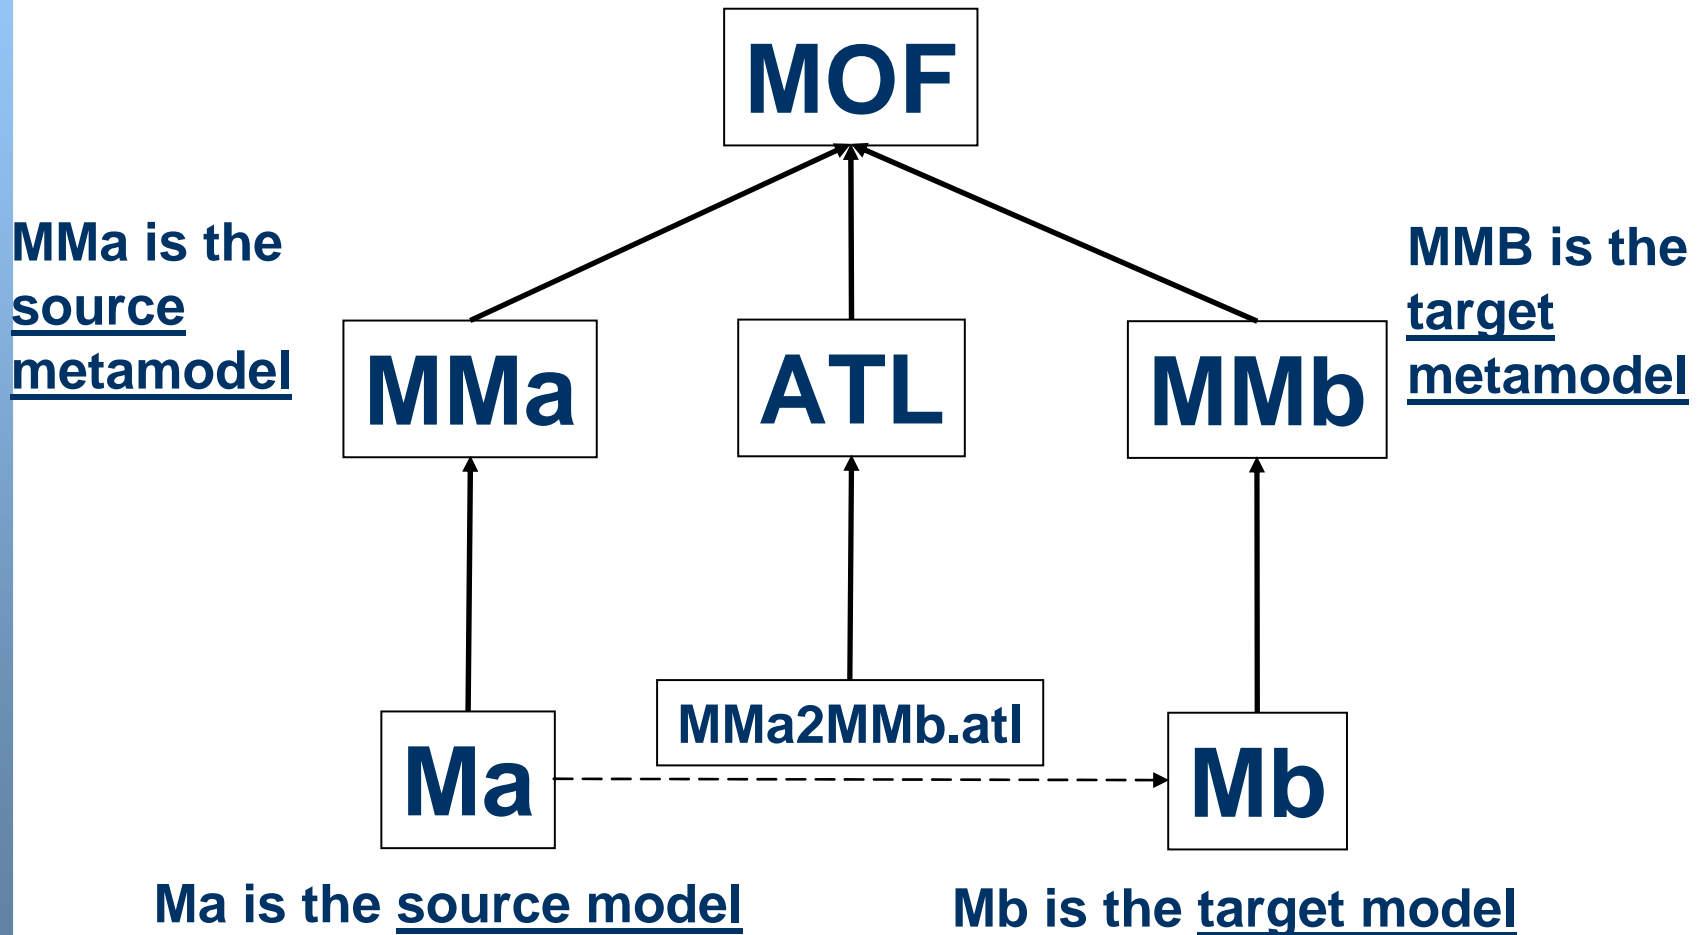 MOF
MMa is the
source
metamodel
MMa
ATL
MMb
MMB is the
target
metamodel
MMa2MMb.atl
Ma
Mb
Ma is the source model
Mb is the target model